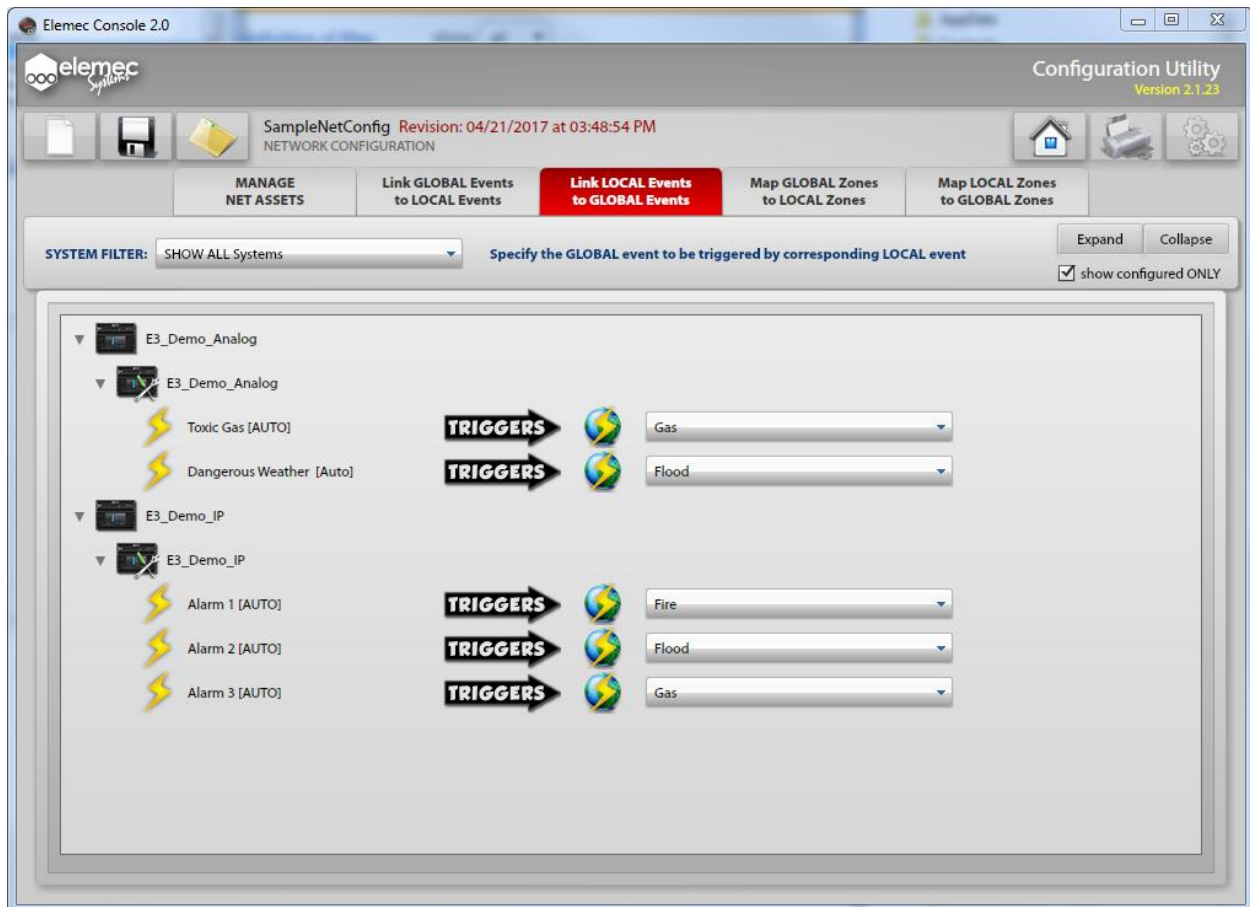 Elemec Console 2.0
elemec
Systems
Configuration Utility
Version 2.1.23
SampleNetConfig Revision: 04/21/2017 at 03:48:54 PM
NETWORK CONFIGURATION
MANAGE
NET ASSETS
Link GLOBAL Events
to LOCAL Events
Link LOCAL Events
to GLOBAL Events
Map GLOBAL Zones
to LOCAL Zones
Map LOCAL Zones
to GLOBAL Zones
SYSTEM FILTER: SHOW ALL Systems
Specify the GLOBAL event to be triggered by corresponding LOCAL event
Expand
Collapse
show configured ONLY
E3_Demo_Analog
E3_Demo_Analog
Toxic Gas [AUTO] TRIGGERS Gas
Dangerous Weather [Auto] TRIGGERS Flood
E3_Demo_IP
E3_Demo_IP
Alarm 1 [AUTO] TRIGGERS Fire
Alarm 2 [AUTO] TRIGGERS Flood
Alarm 3 [AUTO] TRIGGERS Gas